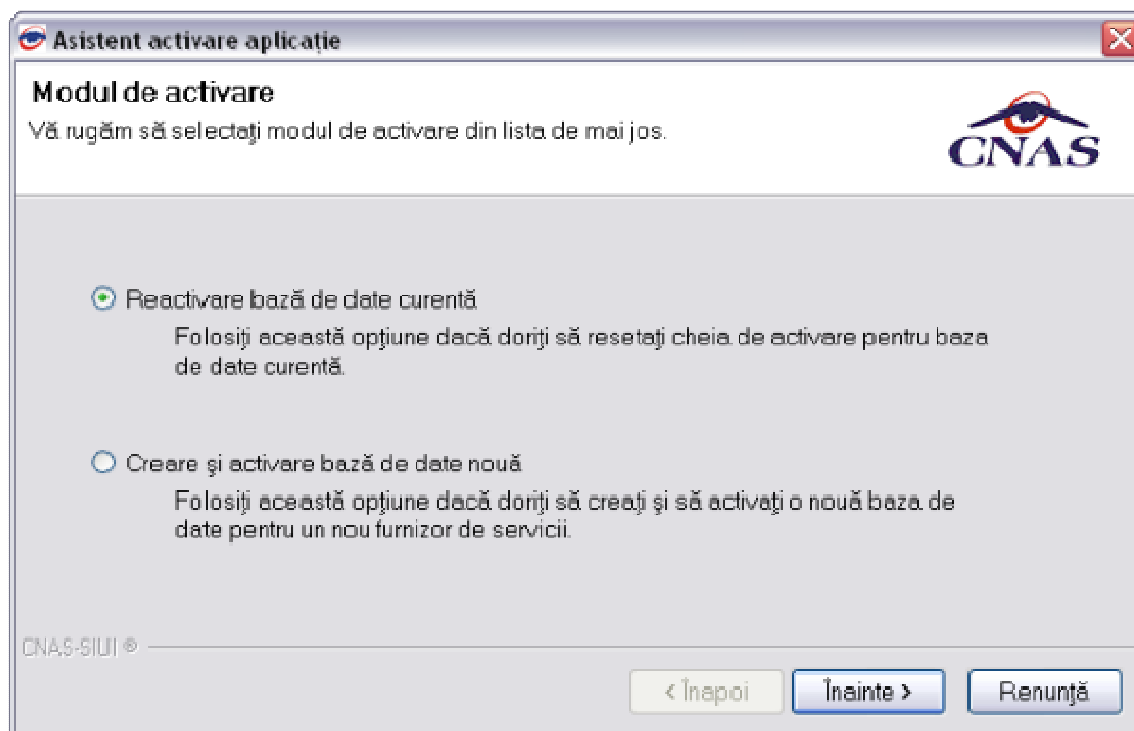 Asistent activare aplicație
Modul de activare
Vă rugăm să selectați modul de activare din lista de mai jos.
CNAS
Reactivare bază de date curentă
Folosiți această opțiune dacă doriți să resetați cheia de activare pentru baza
de date curentă.
Creare și activare bază de date nouă
Folosiți această opțiune dacă doriți să creați și să activați o nouă baza de
date pentru un nou furnizor de servicii.
CNAS-SIUI ®
< Înapoi
Înainte >
Renunță